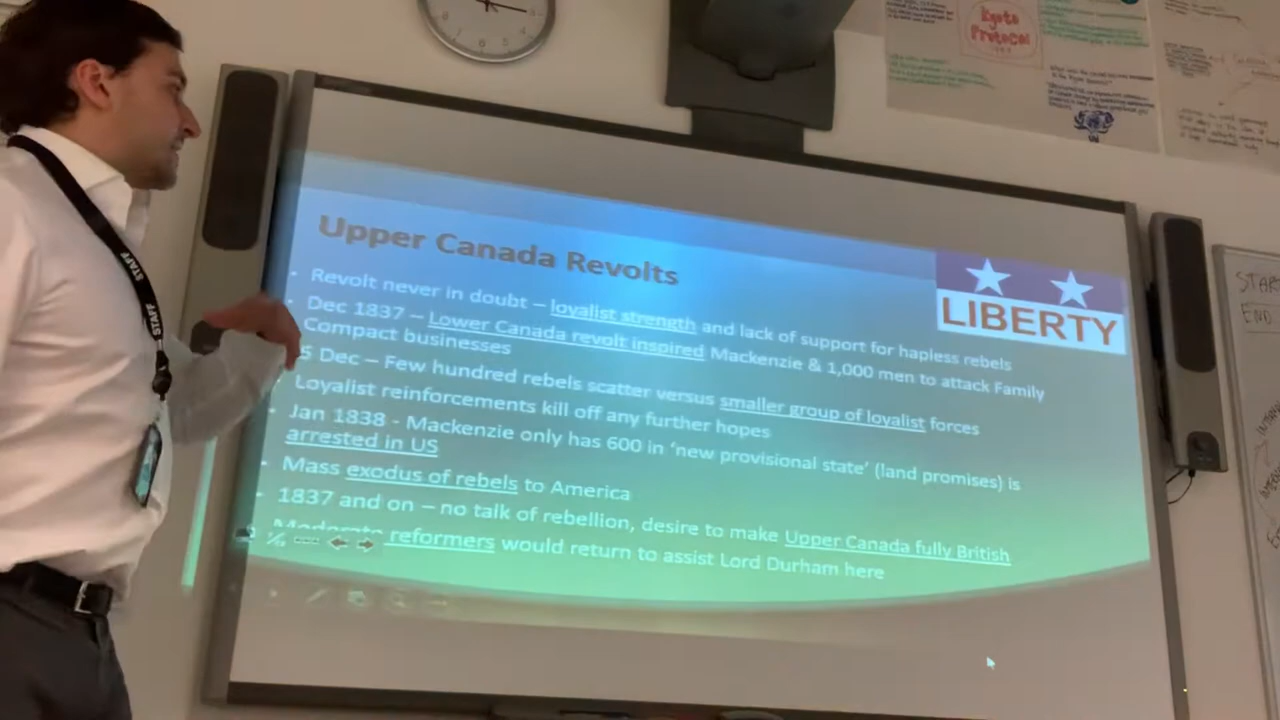 Kyoto
Protocol
STAFF
STAFF
Upper Canada Revolts
LIBERTY
Revolt never in doubt – loyalist strength and lack of support for hapless rebels
Dec 1837 – Lower Canada revolt inspired Mackenzie & 1,000 men to attack Family
Compact businesses
5 Dec – Few hundred rebels scatter versus smaller group of loyalist forces
Loyalist reinforcements kill off any further hopes
Jan 1838 - Mackenzie only has 600 in ‘new provisional state’ (land promises) is
arrested in US
Mass exodus of rebels to America
1837 and on – no talk of rebellion, desire to make Upper Canada fully British
Moderate reformers would return to assist Lord Durham here